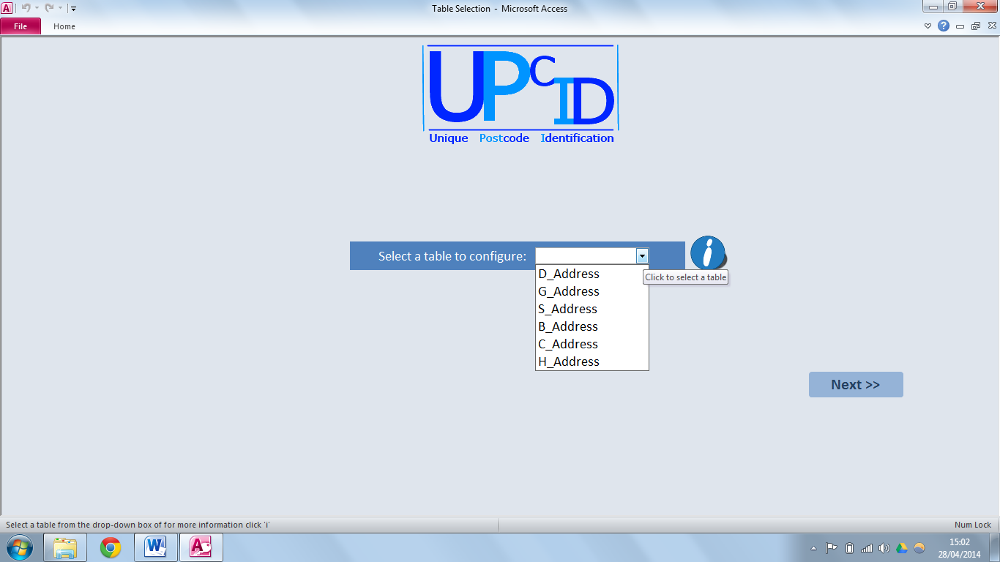 Table Selection - Microsoft Access
File Home
UPCID
Unique Postcode Identification
Select a table to configure:
Click to select a table
D_Address
G_Address
S_Address
B_Address
C_Address
H_Address
Next >>
Select a table from the drop-down box of for more information click 'i'
Num Lock
15:02
28/04/2014